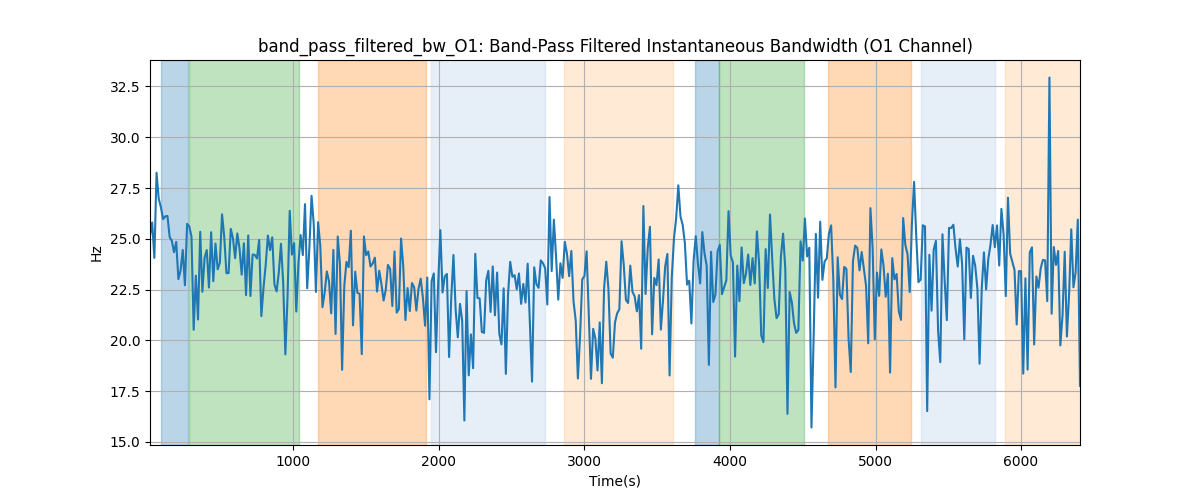 band_pass_filtered_bw_O1: Band-Pass Filtered Instantaneous Bandwidth (O1 Channel)
32.5
30.0
27.5
25.0
22.5
20.0
17.5
15.0
Hz
1000 2000 3000 4000 5000 6000
Time(s)